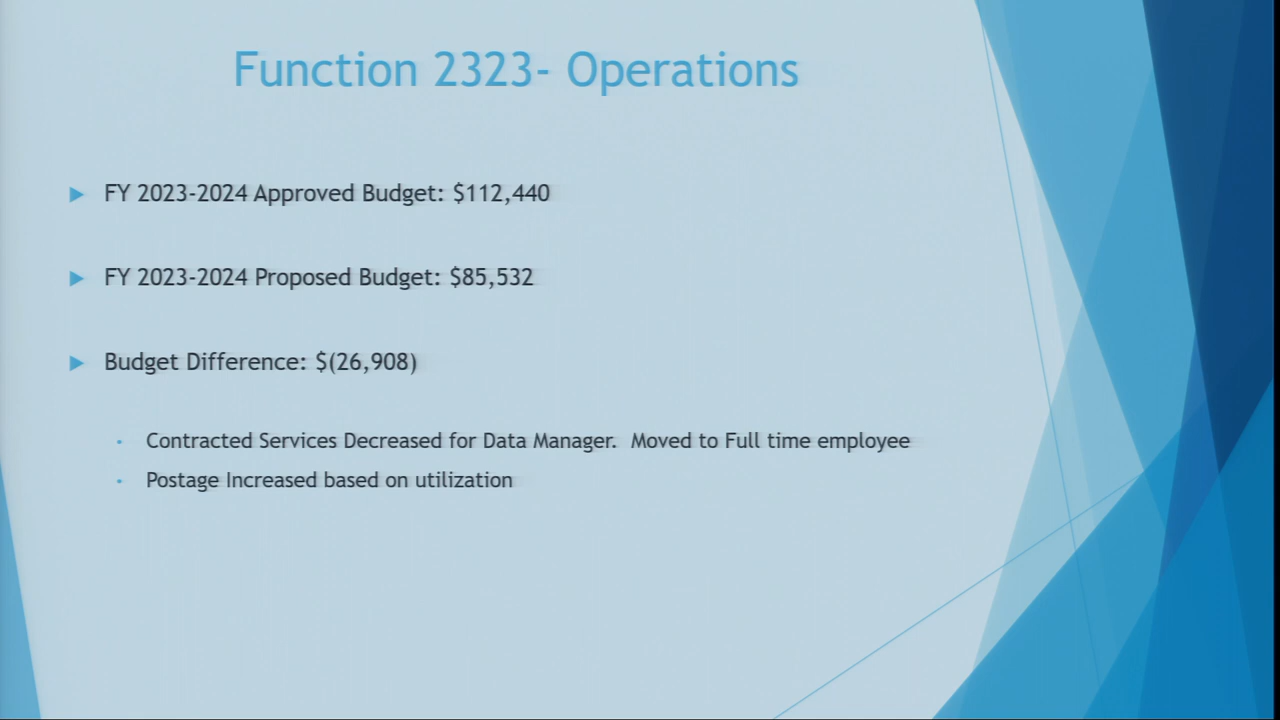 Function 2323- Operations
FY 2023-2024 Approved Budget: $112,440
FY 2023-2024 Proposed Budget: $85,532
Budget Difference: $(26,908)
Contracted Services Decreased for Data Manager.  Moved to Full time employee
Postage Increased based on utilization